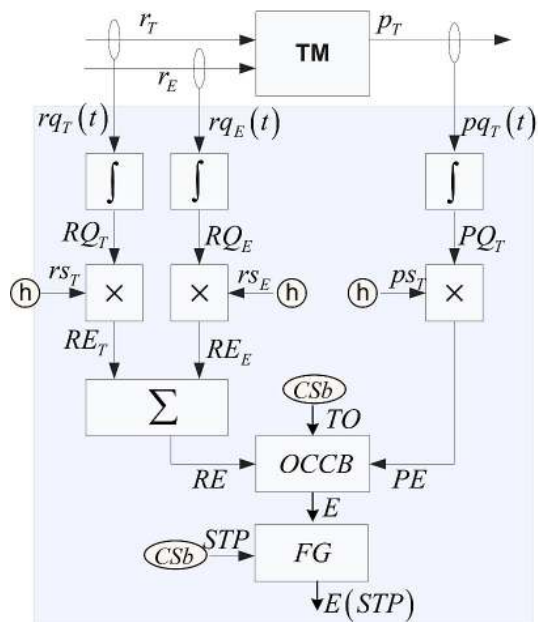 r_T
TM
p_T
r_E
rq_T(t)
rq_E(t)
pq_T(t)
∫
∫
∫
RQ_T
RQ_E
PQ_T
h
rs_T
×
×
rs_E
h
h
ps_T
×
RE_T
RE_E
Σ
CSb
TO
RE
OCCB
PE
E
CSb
STP
FG
E(STP)